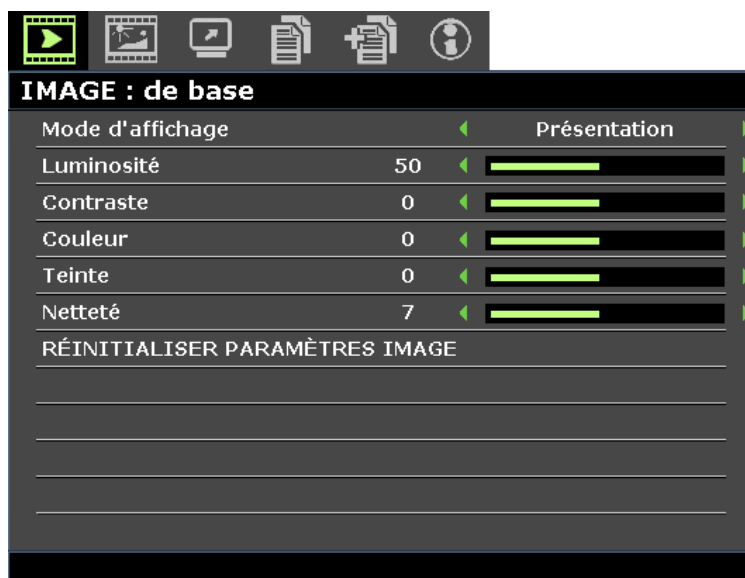 IMAGE : de base
Mode d'affichage Présentation
Luminosité 50
Contraste 0
Couleur 0
Teinte 0
Netteté 7
RÉINITIALISER PARAMÈTRES IMAGE